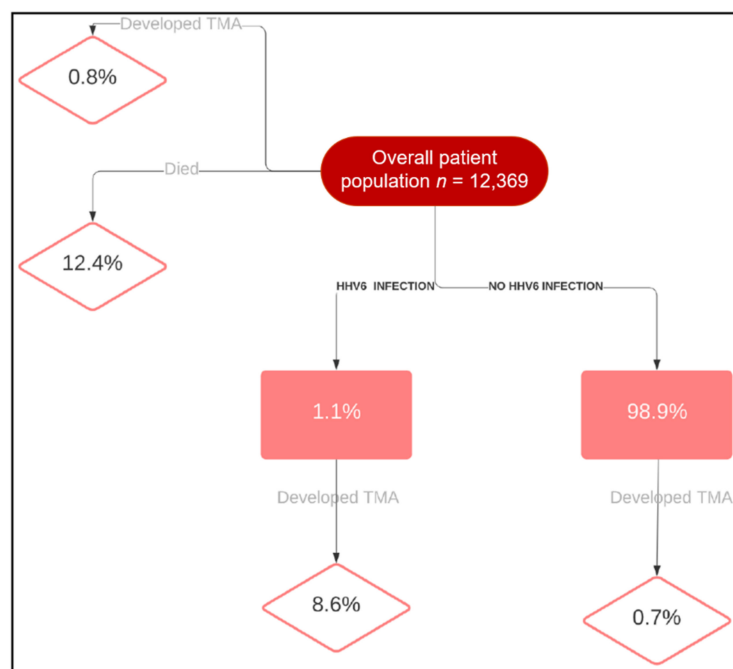 Developed TMA
0.8%
Overall patient
population n = 12,369
Died
12.4%
HHV6 INFECTION
NO HHV6 INFECTION
1.1%
98.9%
Developed TMA
Developed TMA
8.6%
0.7%